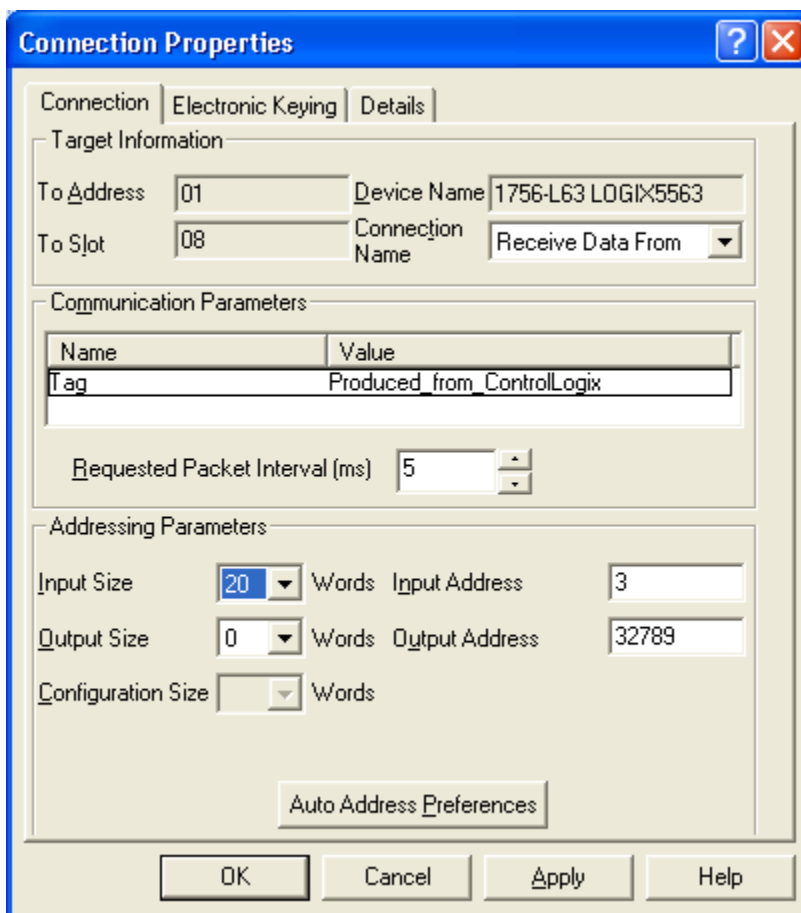 Connection Properties
Connection Electronic Keying Details
Target Information
To Address 01 Device Name 1756-L63 LOGIX5563
To Slot 08 Connection Name Receive Data From
Communication Parameters
Name Value
Tag Produced_from_ControlLogix
Requested Packet Interval (ms) 5
Addressing Parameters
Input Size 20 Words Input Address 3
Output Size 0 Words Output Address 32789
Configuration Size Words
Auto Address Preferences
OK Cancel Apply Help